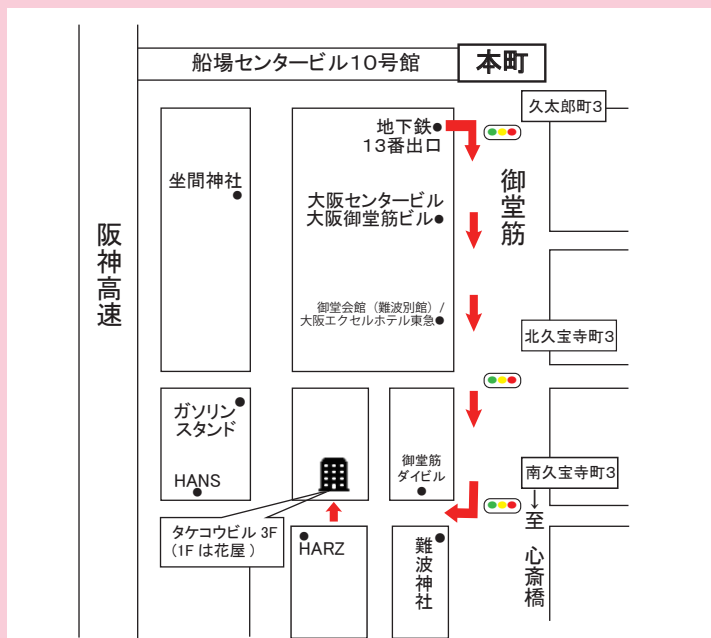 船場センタービル10号館
本町
久太郎町3
地下鉄
13番出口
坐間神社
御堂筋
大阪センタービル
大阪御堂筋ビル
阪神高速
御堂会館（難波別館）/
大阪エクセルホテル東急
北久宝寺町3
ガソリン
スタンド
HANS
御堂筋
ダイビル
南久宝寺町3
タケコウビル 3F
(1F は花屋 )
HARZ
難波神社
↓至 心斎橋